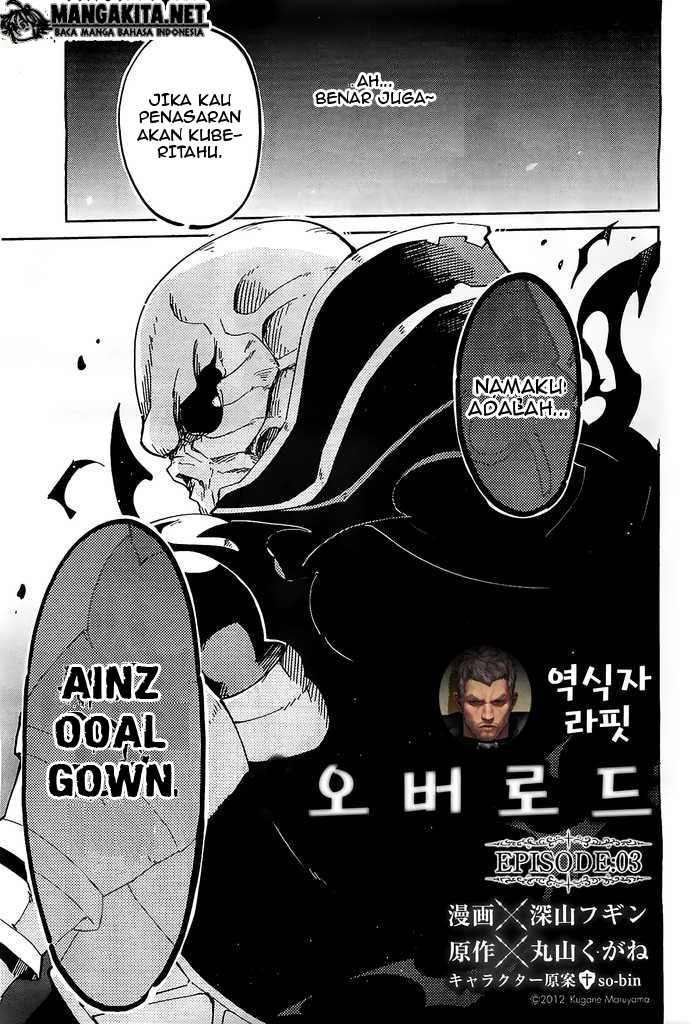 MANGAKITA.NET
BACA MANGA BAHASA INDONESIA
AH...
BENAR JUGA~
JIKA KAU
PENASARAN
AKAN KUBE-
RITAHU.
NAMAKU
ADALAH...
AINZ
OOAL
GOWN.
역식자
라핏
오버로드
EPISODE:03
漫画×深山フギン
原作×丸山くがね
キャラクター原案 so-bin
©2012 Kugane Maruyama